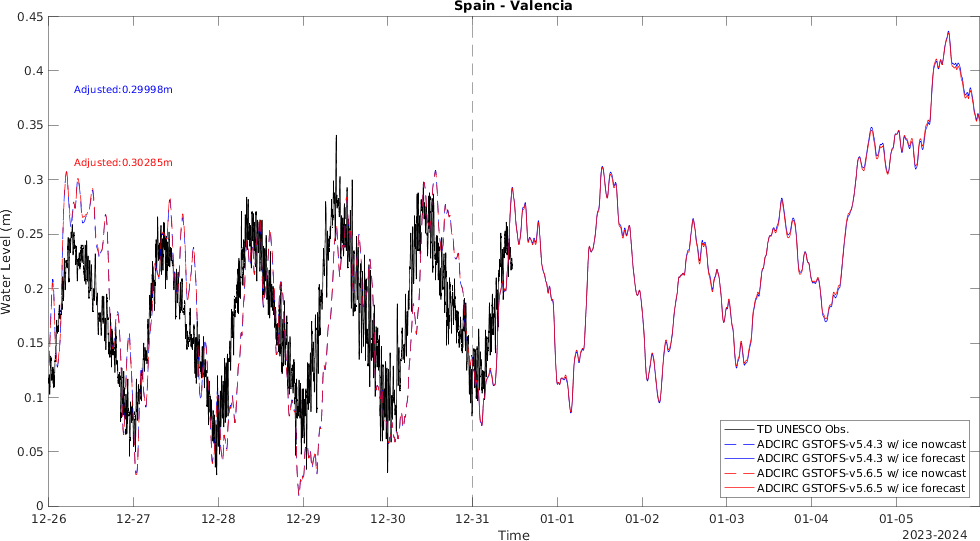 Spain - Valencia
0.45
0.4
0.35
0.3
0.25
0.2
0.15
0.1
0.05
0
Water Level (m)
Adjusted:0.29998m
Adjusted:0.30285m
TD UNESCO Obs.
ADCIRC GSTOFS-v5.4.3 w/ ice nowcast
ADCIRC GSTOFS-v5.4.3 w/ ice forecast
ADCIRC GSTOFS-v5.6.5 w/ ice nowcast
ADCIRC GSTOFS-v5.6.5 w/ ice forecast
12-26 12-27 12-28 12-29 12-30 12-31 01-01 01-02 01-03 01-04 01-05
Time
2023-2024